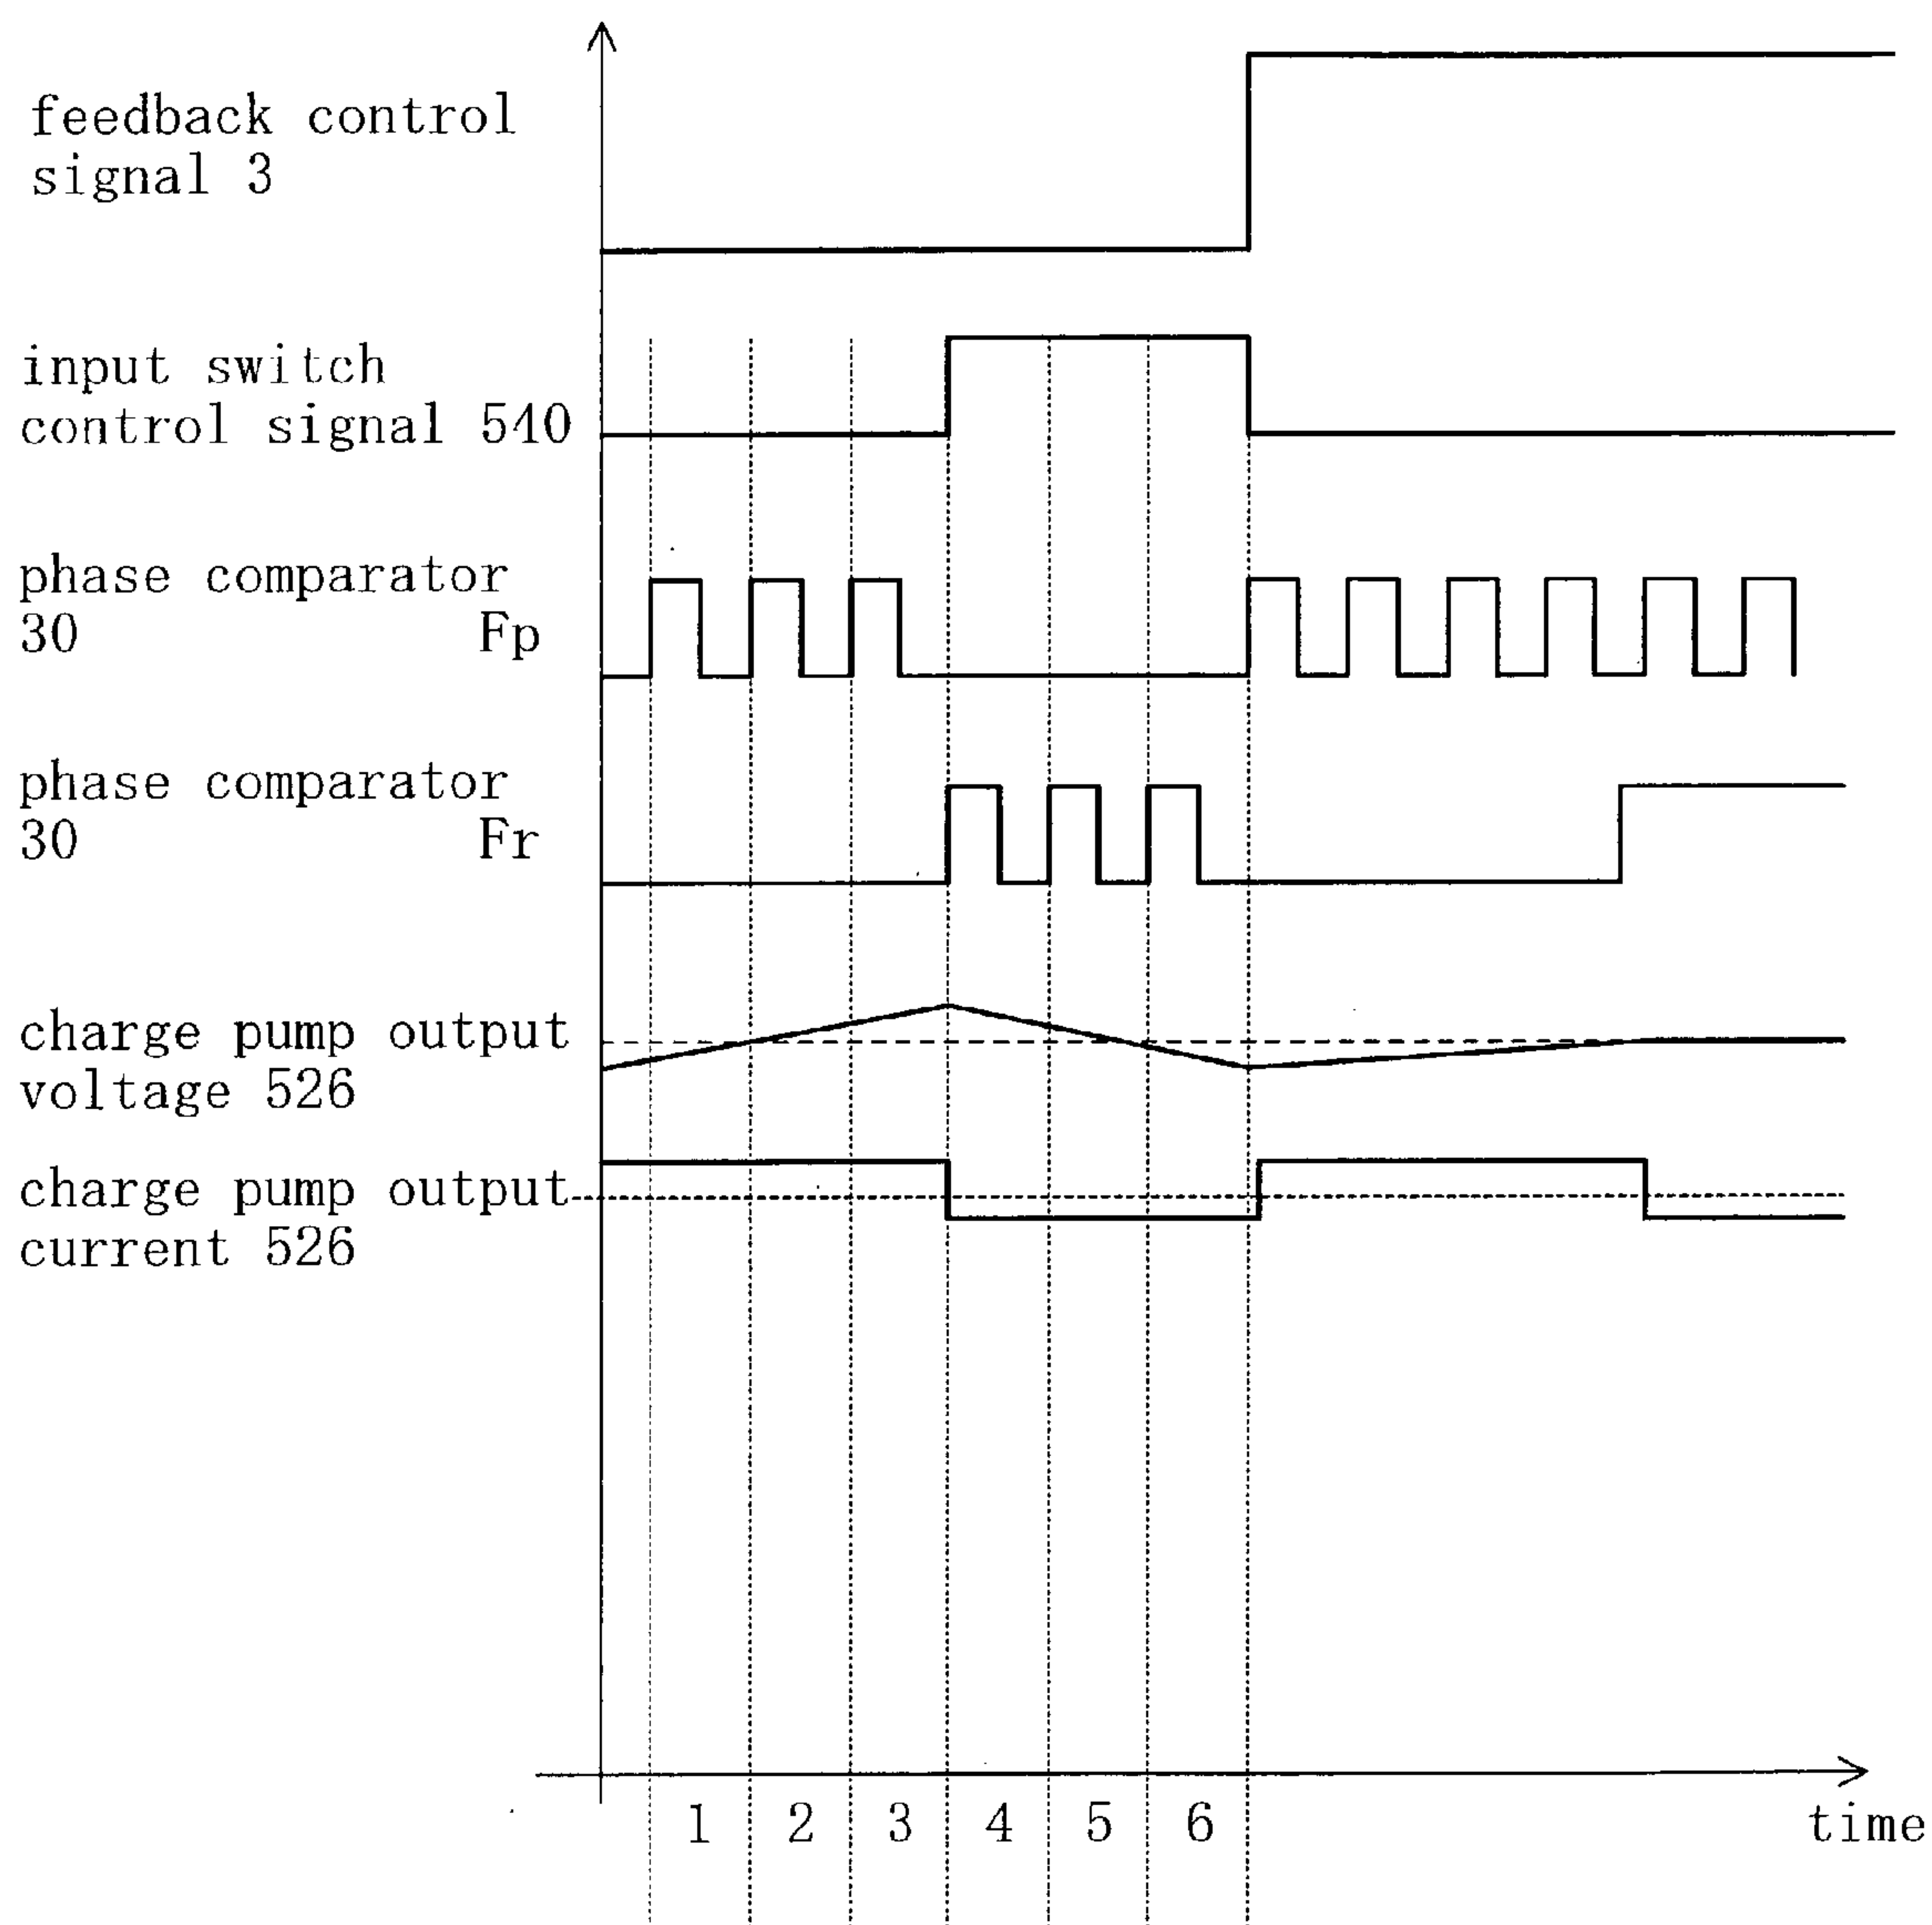 feedback control
signal 3
input switch
control signal 540
phase comparator
30 Fp
phase comparator
30 Fr
charge pump output
voltage 526
charge pump output
current 526
1 2 3 4 5 6 time